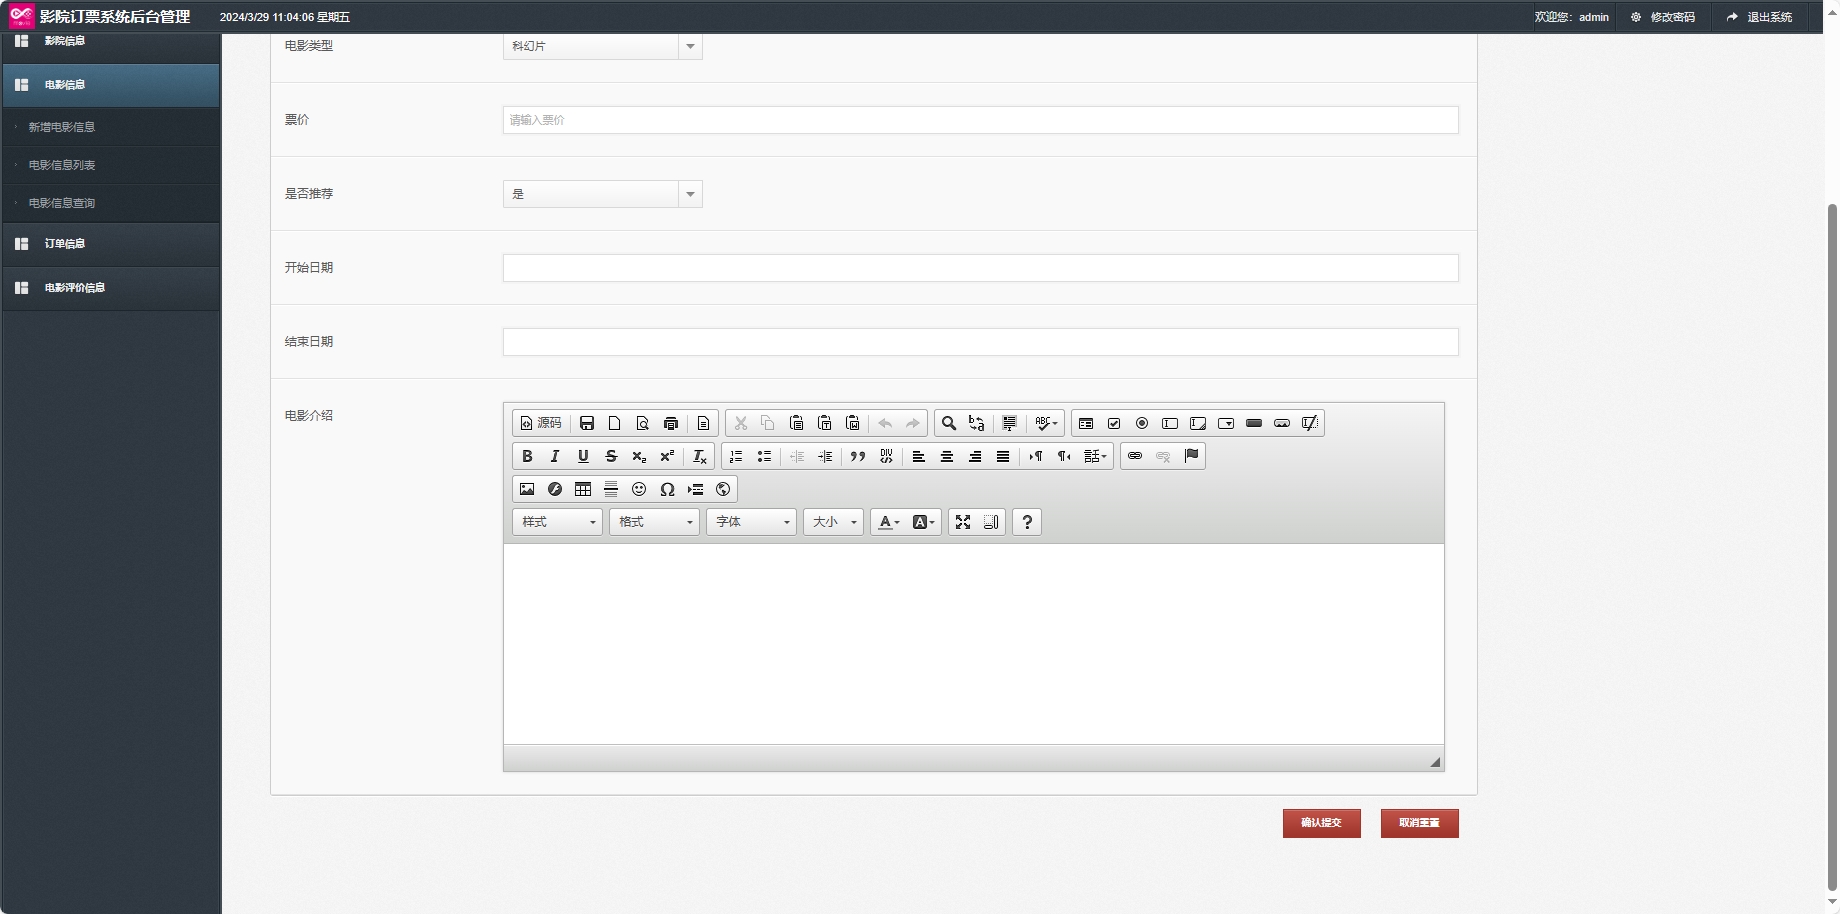 影院订票系统后台管理 2024/3/29 11:04:06 星期五 欢迎您: admin 修改密码 退出系统
影院信息
电影信息
新增电影信息
电影信息列表
电影信息查询
订单信息
电影评价信息
电影类型 科幻片
票价 请输入票价
是否推荐 是
开始日期
结束日期
电影介绍
源码
样式 格式 字体 大小
确认提交 取消重置